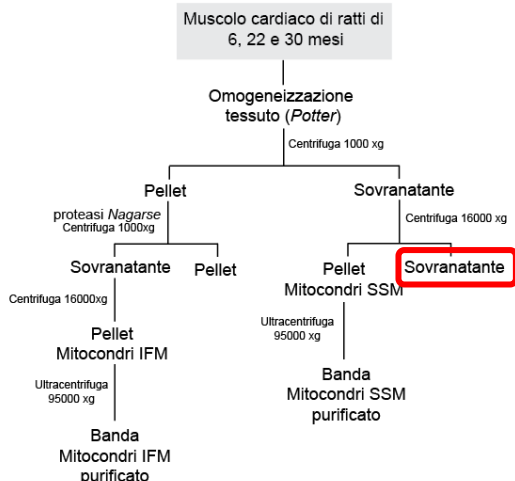 Muscolo cardiaco di ratti di
6, 22 e 30 mesi
Omogeneizzazione
tessuto (Potter)
Centrifuga 1000 xg
Pellet
Sovranatante
proteasi Nagarse
Centrifuga 1000xg
Centrifuga 16000 xg
Sovranatante
Pellet
Pellet
Mitocondri SSM
Sovranatante
Centrifuga 16000xg
Ultracentrifuga
95000 xg
Pellet
Mitocondri IFM
Ultracentrifuga
95000 xg
Banda
Mitocondri SSM
purificato
Banda
Mitocondri IFM
purificato